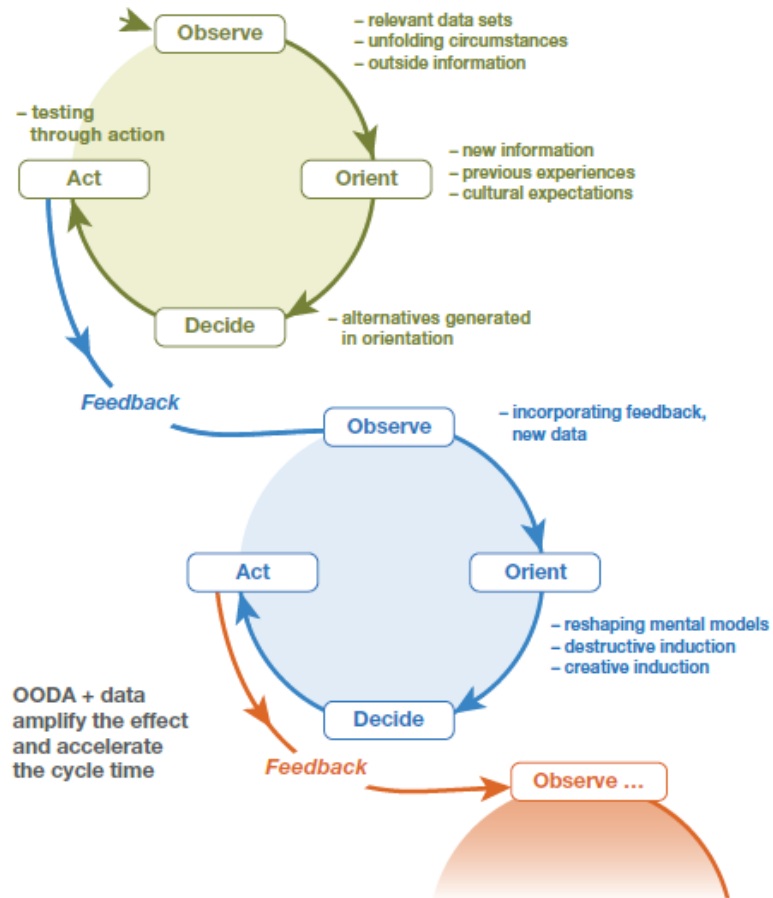 Observe
– relevant data sets
– unfolding circumstances
– outside information
– testing
through action
Act
Orient
– new information
– previous experiences
– cultural expectations
Decide
– alternatives generated
in orientation
Feedback
Observe
– incorporating feedback,
new data
Act
Orient
– reshaping mental models
– destructive induction
– creative induction
Decide
OODA + data
amplify the effect
and accelerate
the cycle time
Feedback
Observe ...